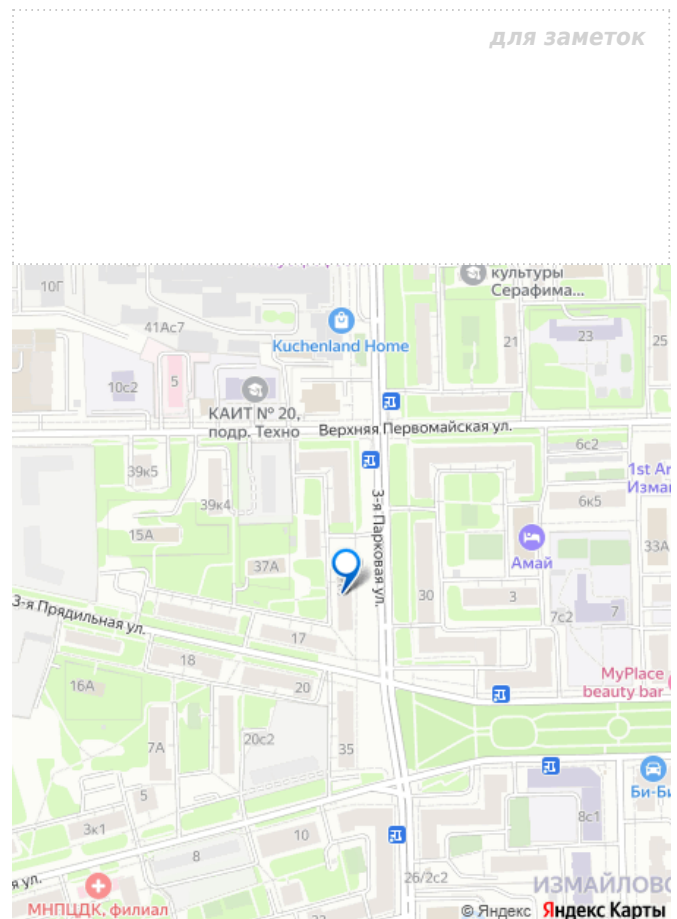 для заметок
культуры
Серафима...
10Г
41Ас7
Kuchenland Home
21
23
25
10с2
5
КАИТ № 20,
подр. Техно
Верхняя Первомайская ул.
6с2
39к5
1st Ar
Измаі
39к4
6к5
15А
3-я Парковая ул.
Амай
33А
37А
30
3
7с2
7
3-я Прядильная ул.
17
18
MyPlace
beauty bar
16А
20
20с2
7А
35
5
Би-Би
3к1
10
8с1
8
я ул.
26/2с2
ИЗМАЙЛОВО
МНПЦДК, филиал
© Яндекс Яндекс Карты